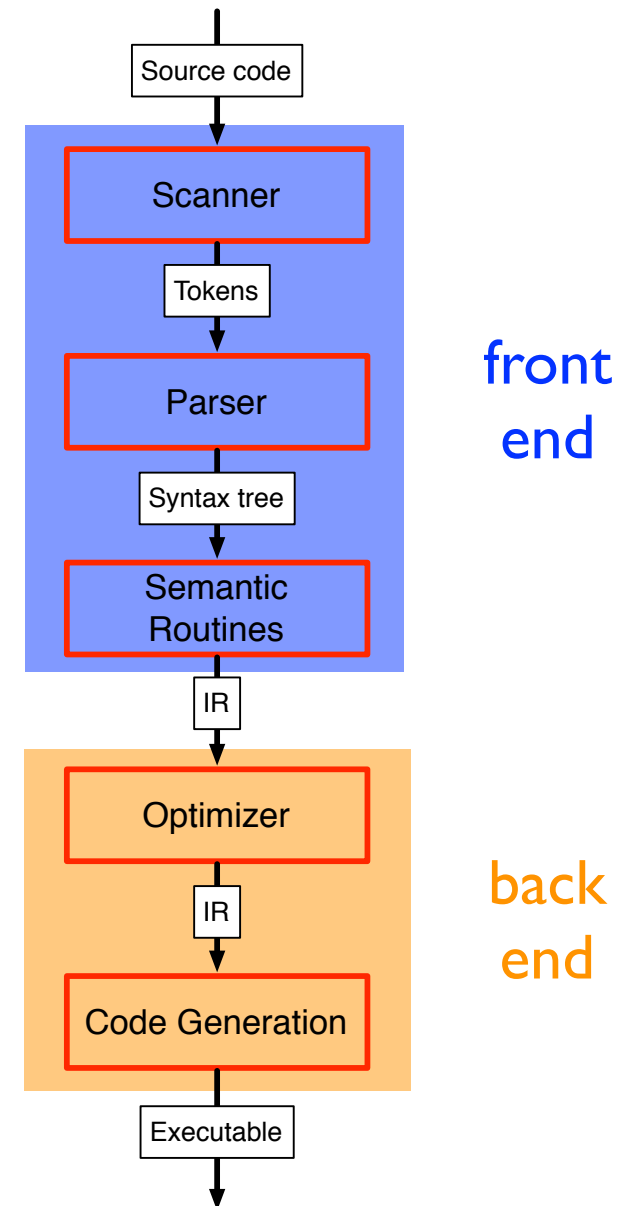 Source code
Scanner
Tokens
Parser
front
end
Syntax tree
Semantic
Routines
IR
Optimizer
IR
back
end
Code Generation
Executable